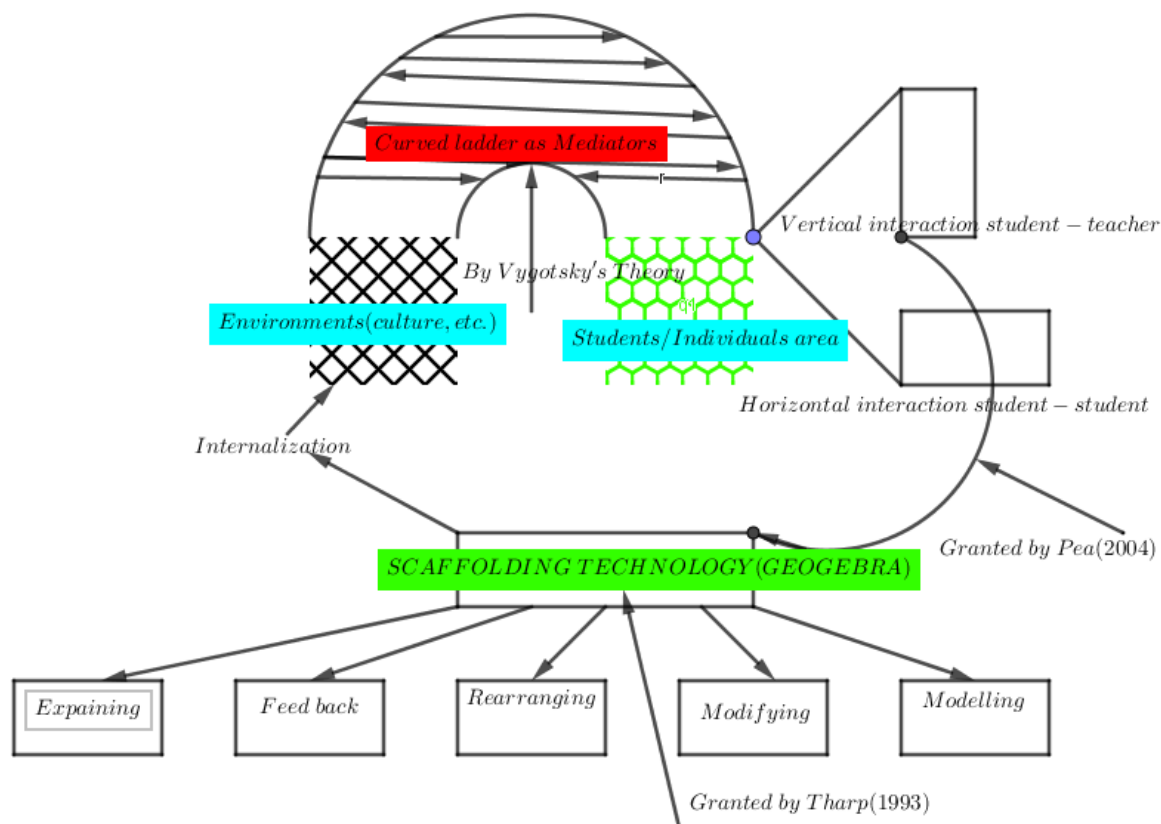 Curved ladder as Mediators
r
Vertical interaction student – teacher
By Vygotsky's Theory
q1
Environments(culture, etc.)
Students/Individuals area
Horizontal interaction student – student
Internalization
Granted by Pea(2004)
SCAFFOLDING TECHNOLOGY(GEOGEBRA)
Expaining
Feed back
Rearranging
Modifying
Modelling
Granted by Tharp(1993)